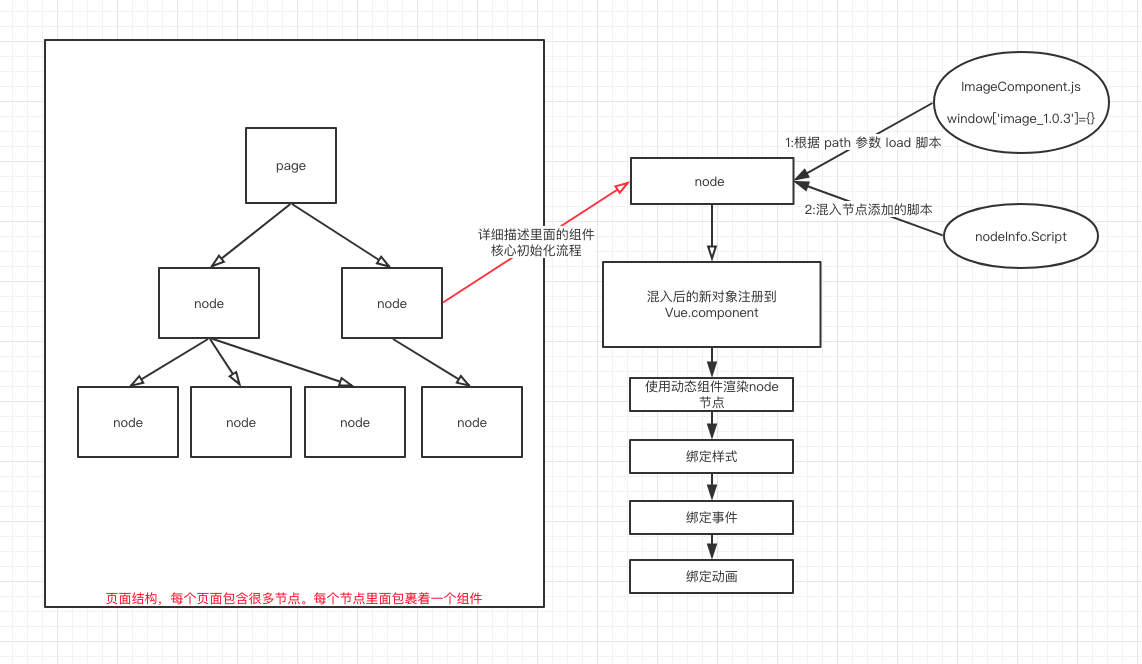 page
node
node
node
node
node
node
页面结构，每个页面包含很多节点。每个节点里面包裹着一个组件
详细描述里面的组件
核心初始化流程
ImageComponent.js
window['image_1.0.3']={}
1:根据 path 参数 load 脚本
node
2:混入节点添加的脚本
nodeInfo.Script
混入后的新对象注册到
Vue.component
使用动态组件渲染node
节点
绑定样式
绑定事件
绑定动画